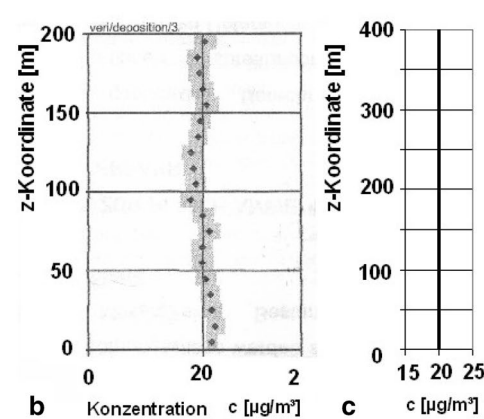 veri/deposition/3.
200
150
100
50
0
z-Koordinate [m]
0 20 2
b Konzentration c [µg/m³]
400
300
200
100
0
z-Koordinate [m]
15 20 25
c c [µg/m³]